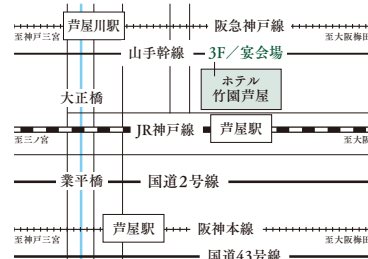 芦屋川駅
阪急神戸線
至神戸三宮
至大阪梅田
山手幹線
3F／宴会場
ホテル
竹園芦屋
大正橋
JR神戸線
芦屋駅
至三ノ宮
至大阪
業平橋
国道2号線
芦屋駅
阪神本線
至神戸三宮
至大阪梅田
国道43号線